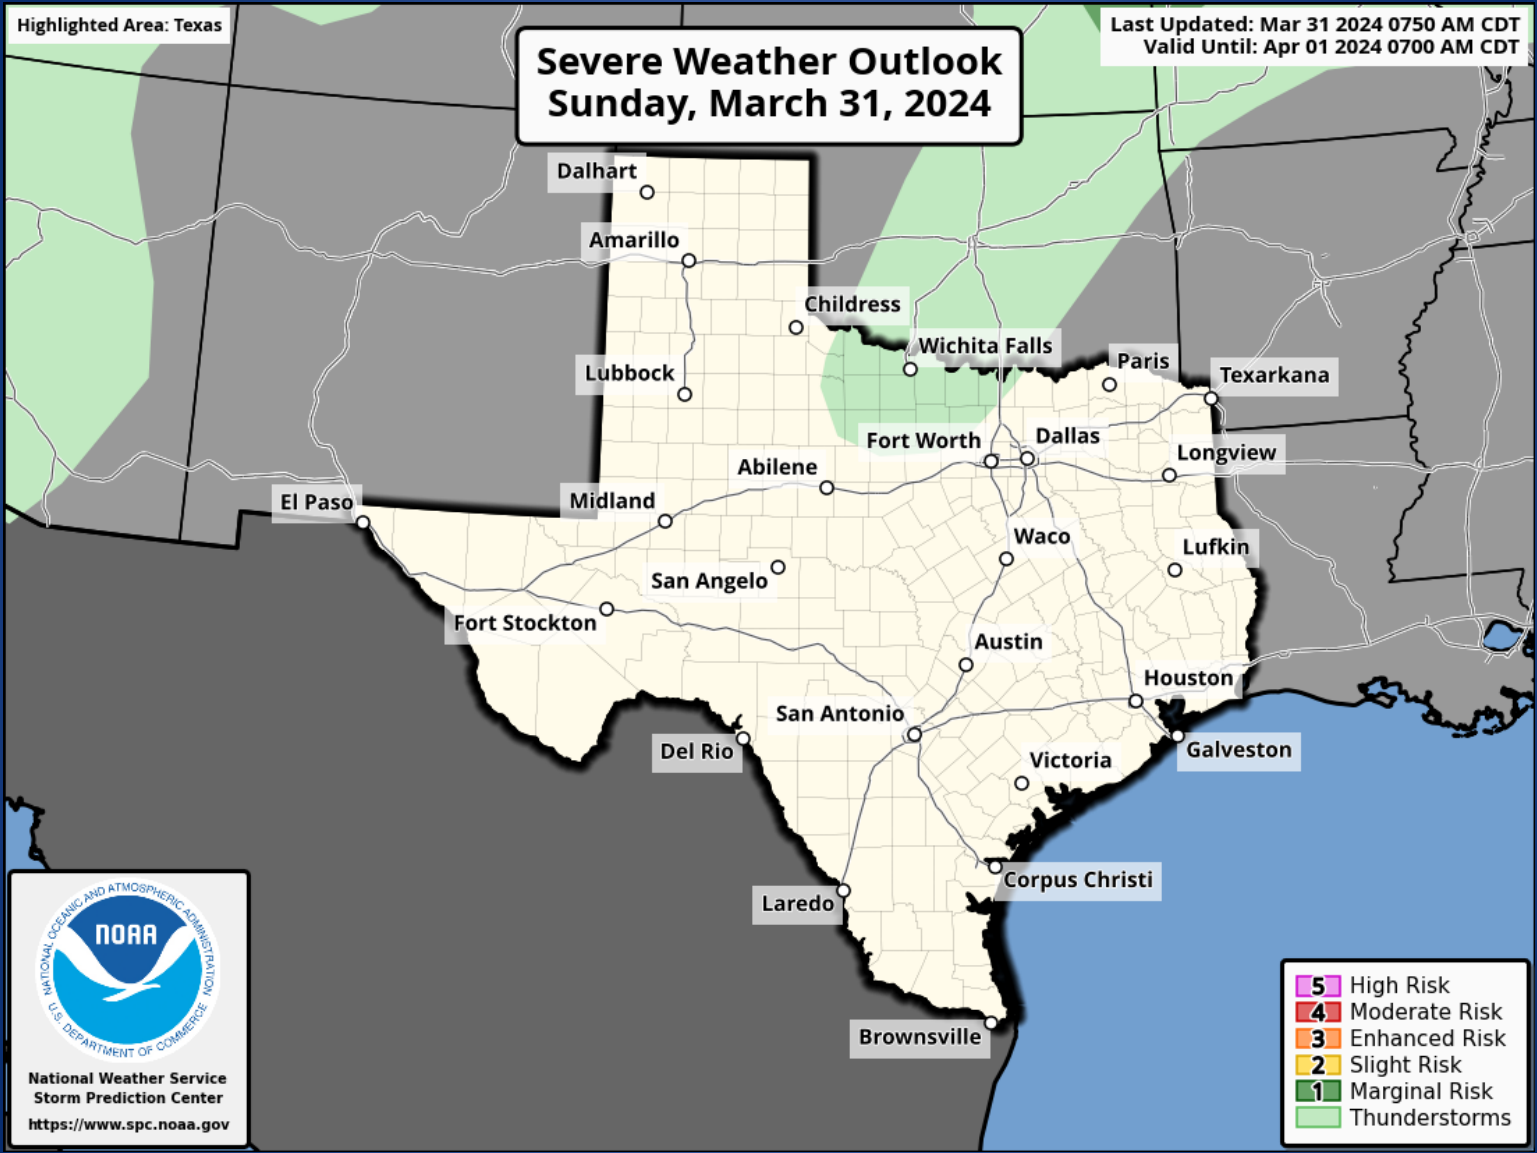 Highlighted Area: Texas
Severe Weather Outlook
Sunday, March 31, 2024
Last Updated: Mar 31 2024 0750 AM CDT
Valid Until: Apr 01 2024 0700 AM CDT
Dalhart
Amarillo
Childress
Wichita Falls
Paris
Texarkana
Lubbock
Fort Worth
Dallas
Longview
Abilene
El Paso
Midland
Waco
Lufkin
San Angelo
Fort Stockton
Austin
Houston
San Antonio
Del Rio
Galveston
Victoria
Corpus Christi
Laredo
Brownsville
NATIONAL OCEANIC AND ATMOSPHERIC ADMINISTRATION
NOAA
U.S. DEPARTMENT OF COMMERCE
National Weather Service
Storm Prediction Center
https://www.spc.noaa.gov
5 High Risk
4 Moderate Risk
3 Enhanced Risk
2 Slight Risk
1 Marginal Risk
Thunderstorms